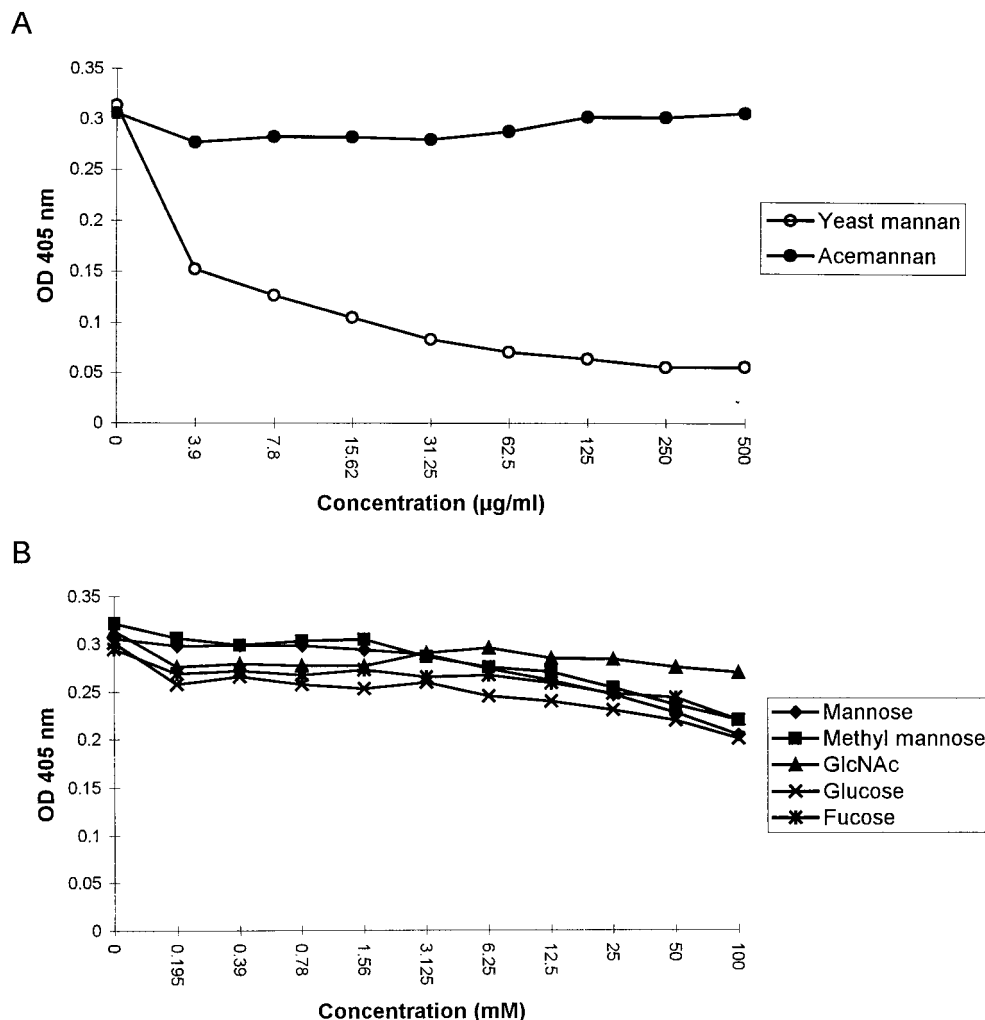 A
0.35
0.3
0.25
0.2
0.15
0.1
0.05
0
OD 405 nm
0
3.9
7.8
15.62
31.25
62.5
125
250
500
Concentration (µg/ml)
Yeast mannan
Acemannan
B
0.35
0.3
0.25
0.2
0.15
0.1
0.05
0
OD 405 nm
0
0.195
0.39
0.78
1.56
3.125
6.25
12.5
25
50
100
Concentration (mM)
Mannose
Methyl mannose
GlcNAc
Glucose
Fucose